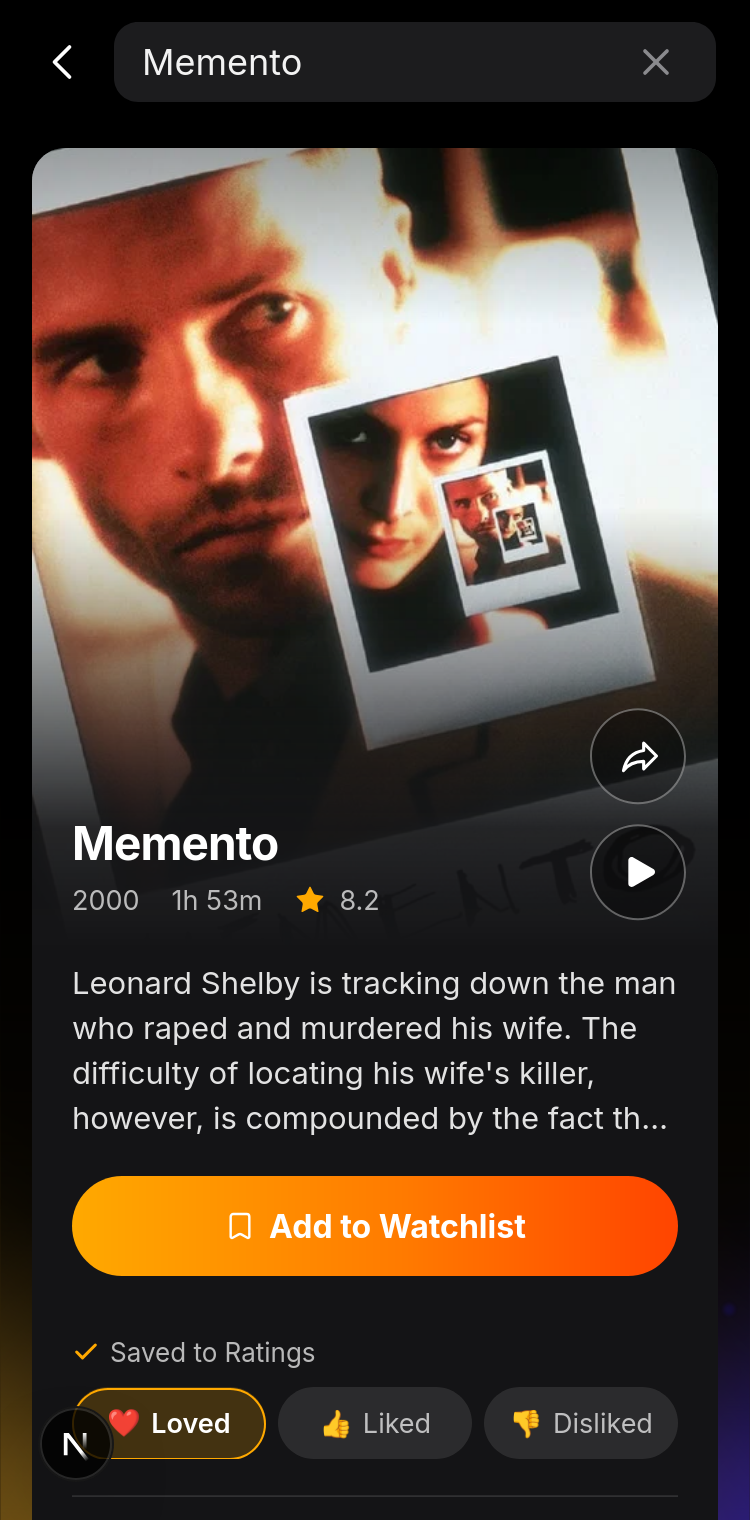 Memento
Memento
2000 1h 53m 8.2
MENTO
Leonard Shelby is tracking down the man
who raped and murdered his wife. The
difficulty of locating his wife's killer,
however, is compounded by the fact th...
Add to Watchlist
Saved to Ratings
Loved Liked Disliked
N